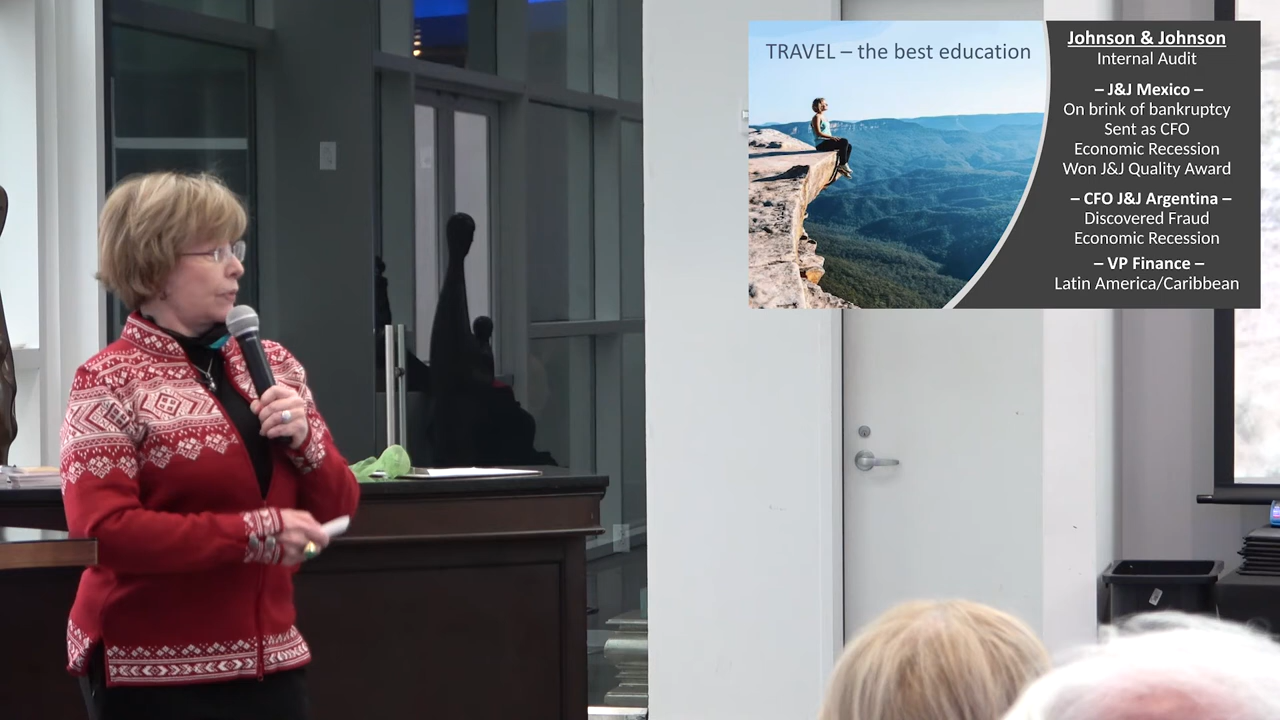 TRAVEL – the best education
Johnson & Johnson
Internal Audit
– J&J Mexico –
On brink of bankruptcy
Sent as CFO
Economic Recession
Won J&J Quality Award
– CFO J&J Argentina –
Discovered Fraud
Economic Recession
– VP Finance –
Latin America/Caribbean